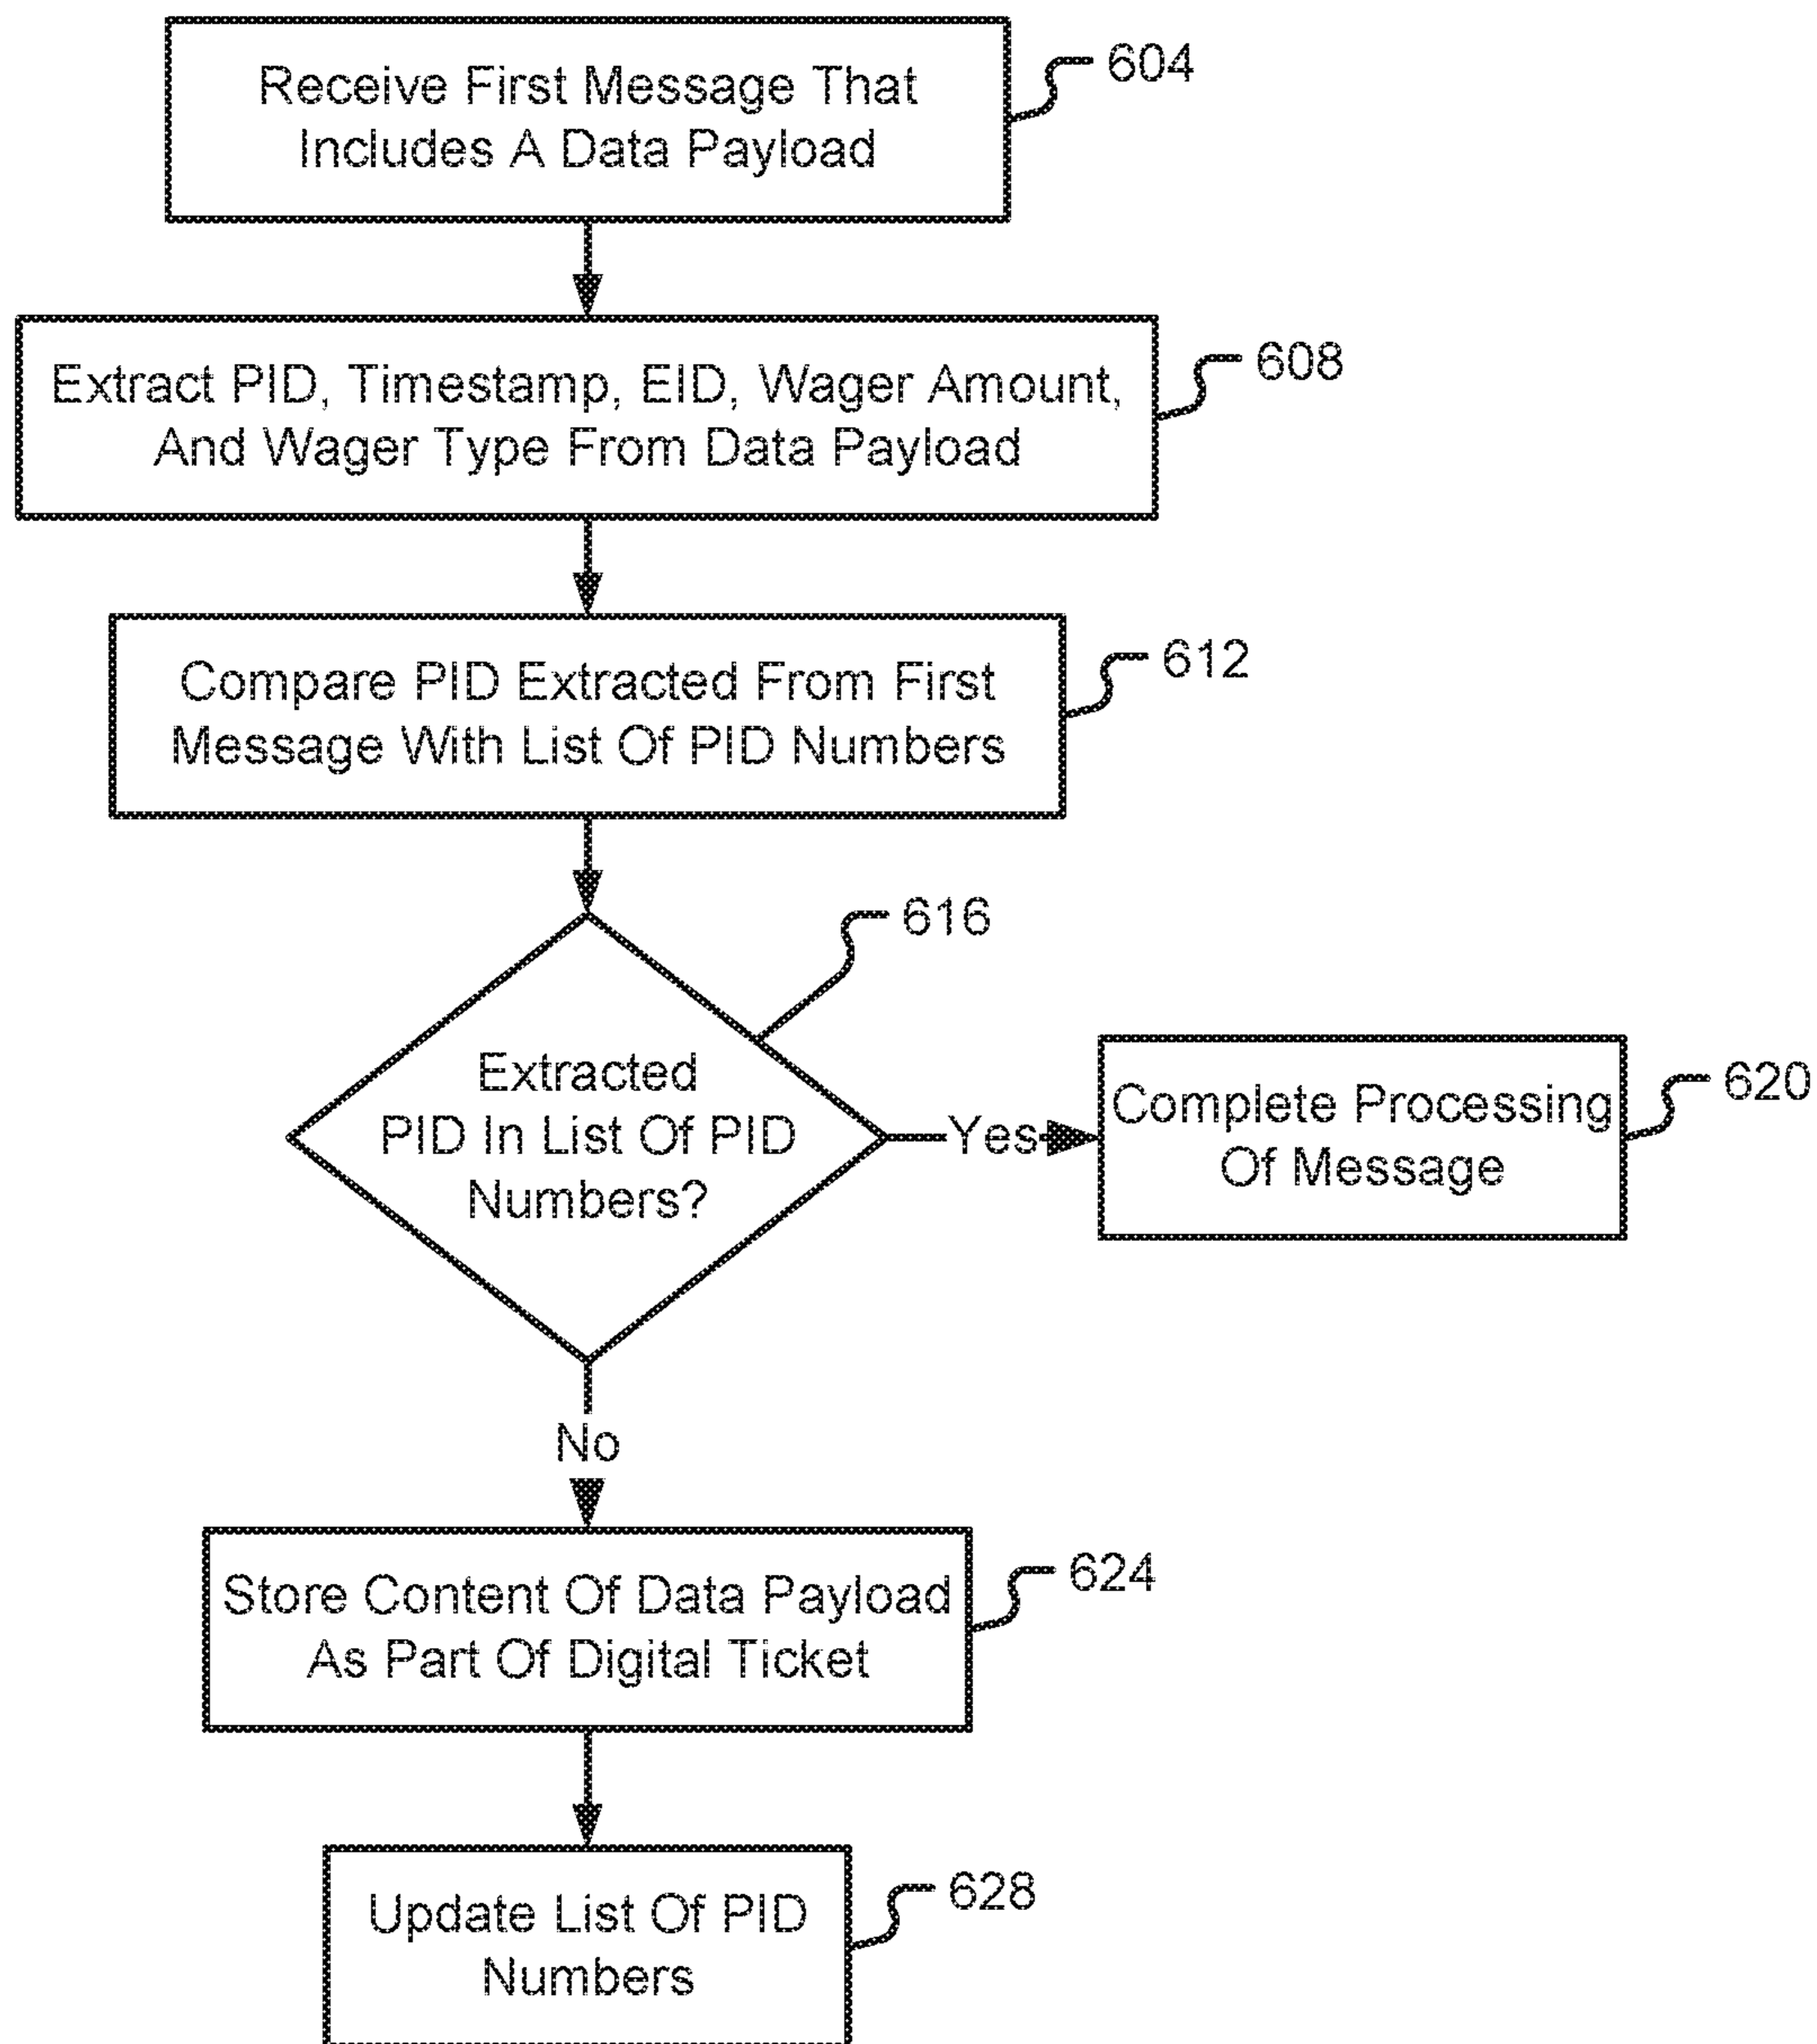 Receive First Message That
Includes A Data Payload
604
Extract PID, Timestamp, EID, Wager Amount,
And Wager Type From Data Payload
608
Compare PID Extracted From First
Message With List Of PID Numbers
612
616
Extracted
PID In List Of PID
Numbers?
Yes
Complete Processing
Of Message
620
No
Store Content Of Data Payload
As Part Of Digital Ticket
624
Update List Of PID
Numbers
628